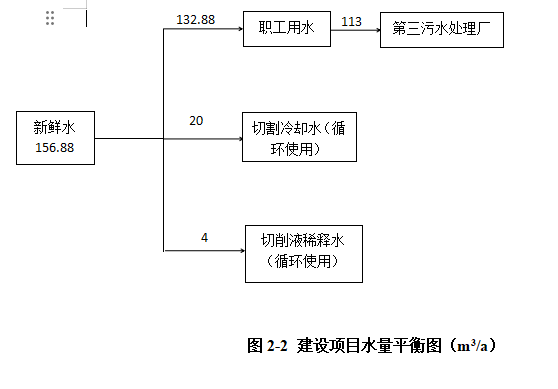 132.88
职工用水
113
第三污水处理厂
新鲜水
156.88
20
切割冷却水（循
环使用）
4
切削液稀释水
（循环使用）
图 2-2 建设项目水量平衡图（m³/a）